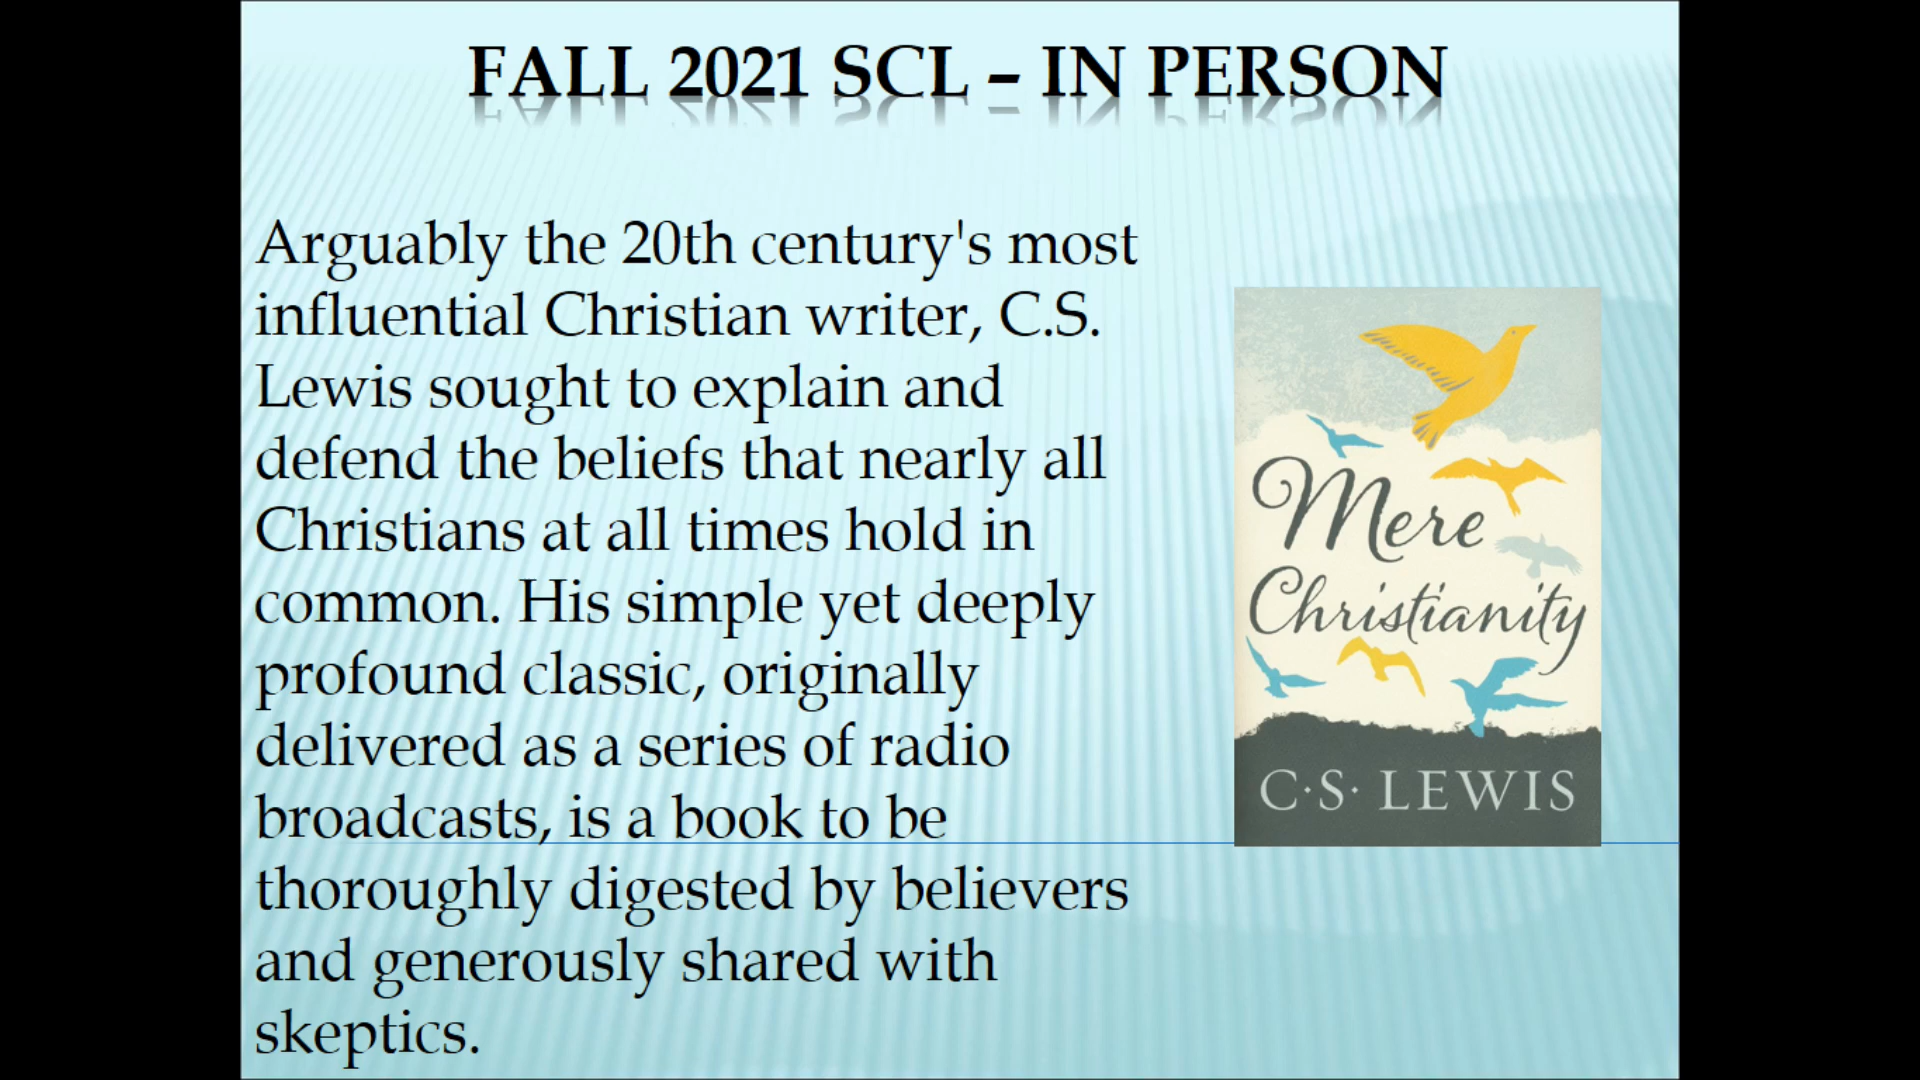 FALL 2021 SCL – IN PERSON
Arguably the 20th century's most
influential Christian writer, C.S.
Lewis sought to explain and
defend the beliefs that nearly all
Christians at all times hold in
common. His simple yet deeply
profound classic, originally
delivered as a series of radio
broadcasts, is a book to be
thoroughly digested by believers
and generously shared with
skeptics.
Mere
Christianity
C·S· LEWIS